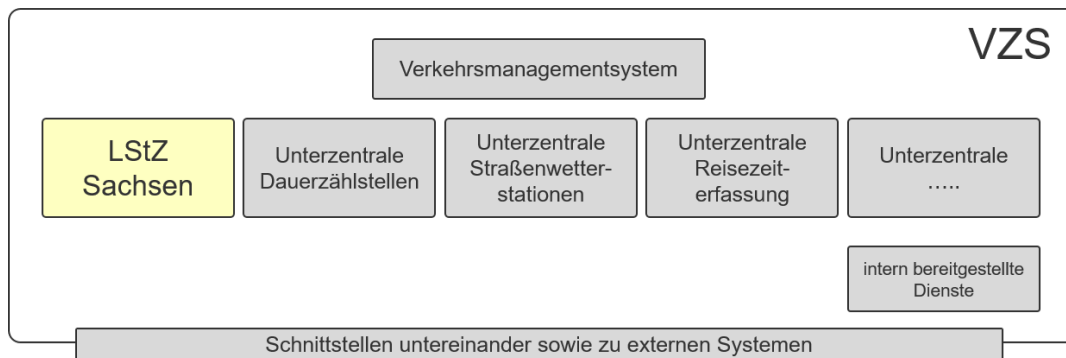 VZS
Verkehrsmanagementsystem
LStZ
Sachsen
Unterzentrale
Dauerzählstellen
Unterzentrale
Straßenwetter-
stationen
Unterzentrale
Reisezeit-
erfassung
Unterzentrale
…..
intern bereitgestellte
Dienste
Schnittstellen untereinander sowie zu externen Systemen